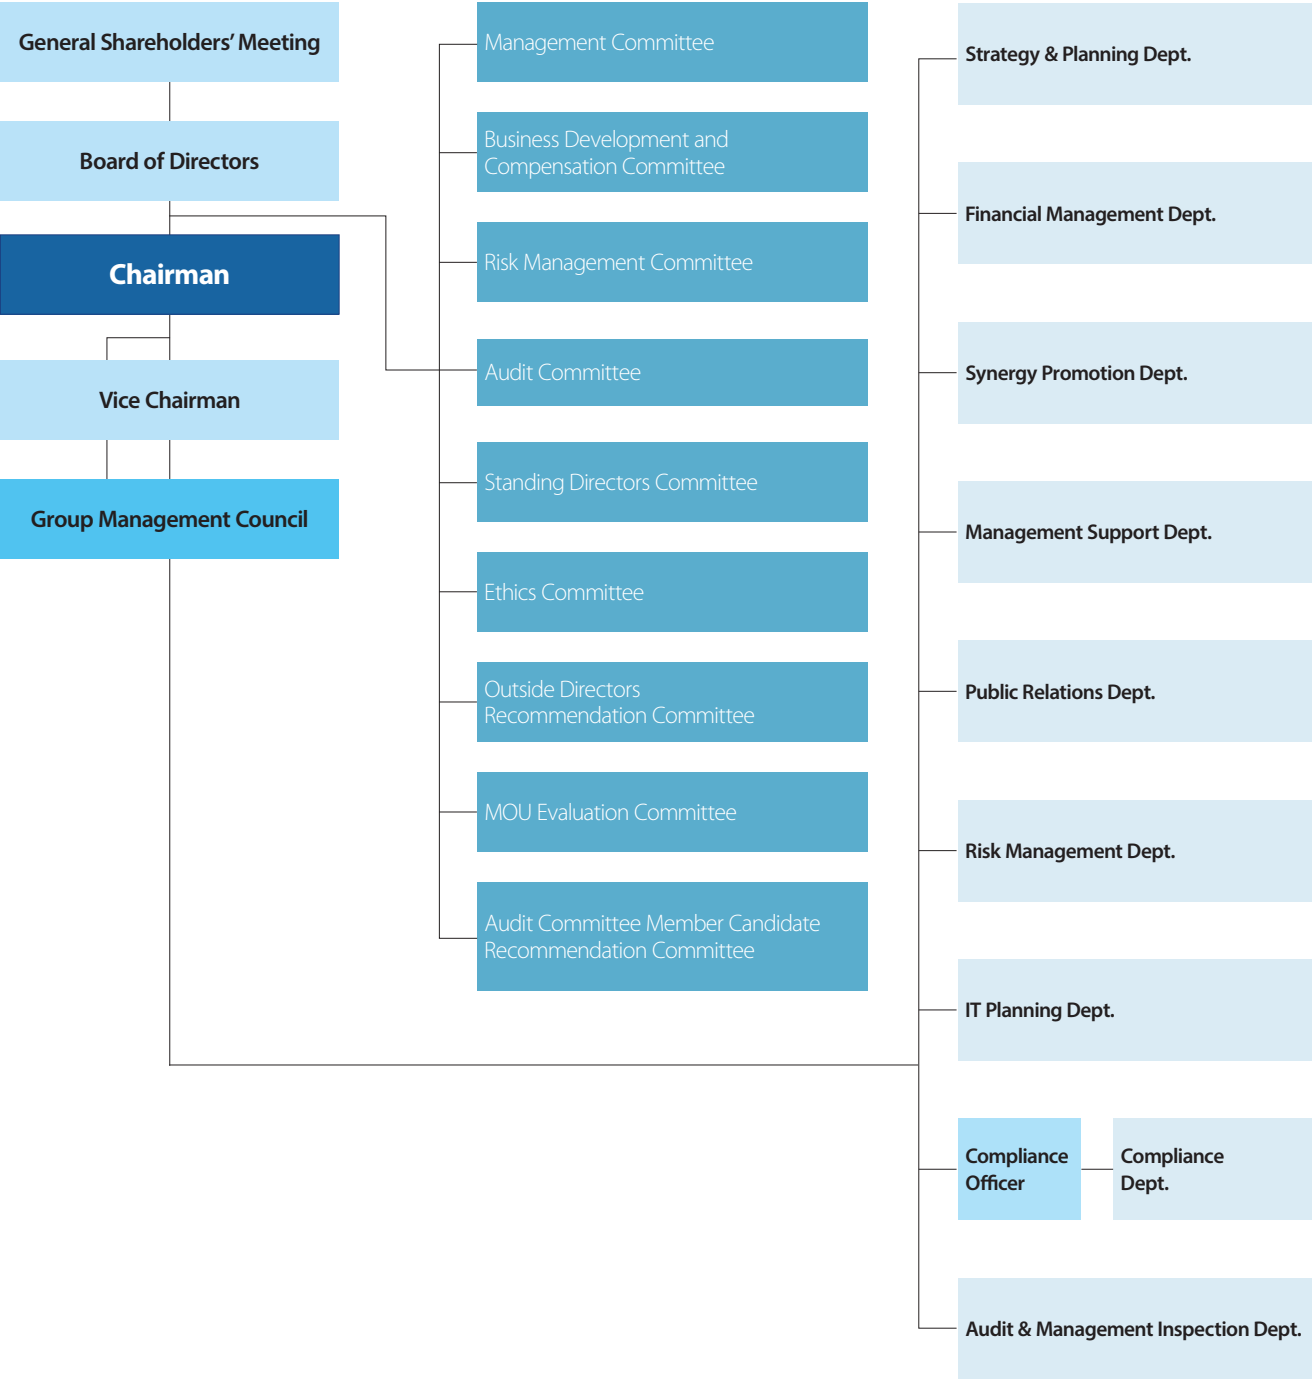 General Shareholders’ Meeting
Board of Directors
Chairman
Vice Chairman
Group Management Council
Management Committee
Business Development and
Compensation Committee
Risk Management Committee
Audit Committee
Standing Directors Committee
Ethics Committee
Outside Directors
Recommendation Committee
MOU Evaluation Committee
Audit Committee Member Candidate
Recommendation Committee
Strategy & Planning Dept.
Financial Management Dept.
Synergy Promotion Dept.
Management Support Dept.
Public Relations Dept.
Risk Management Dept.
IT Planning Dept.
Compliance
Officer
Compliance
Dept.
Audit & Management Inspection Dept.